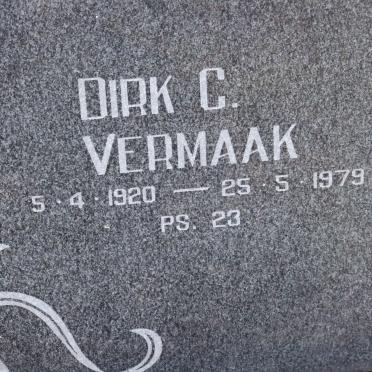 DIRK C.
VERMAAK
5·4·1920 — 25·5·1979
PS. 23